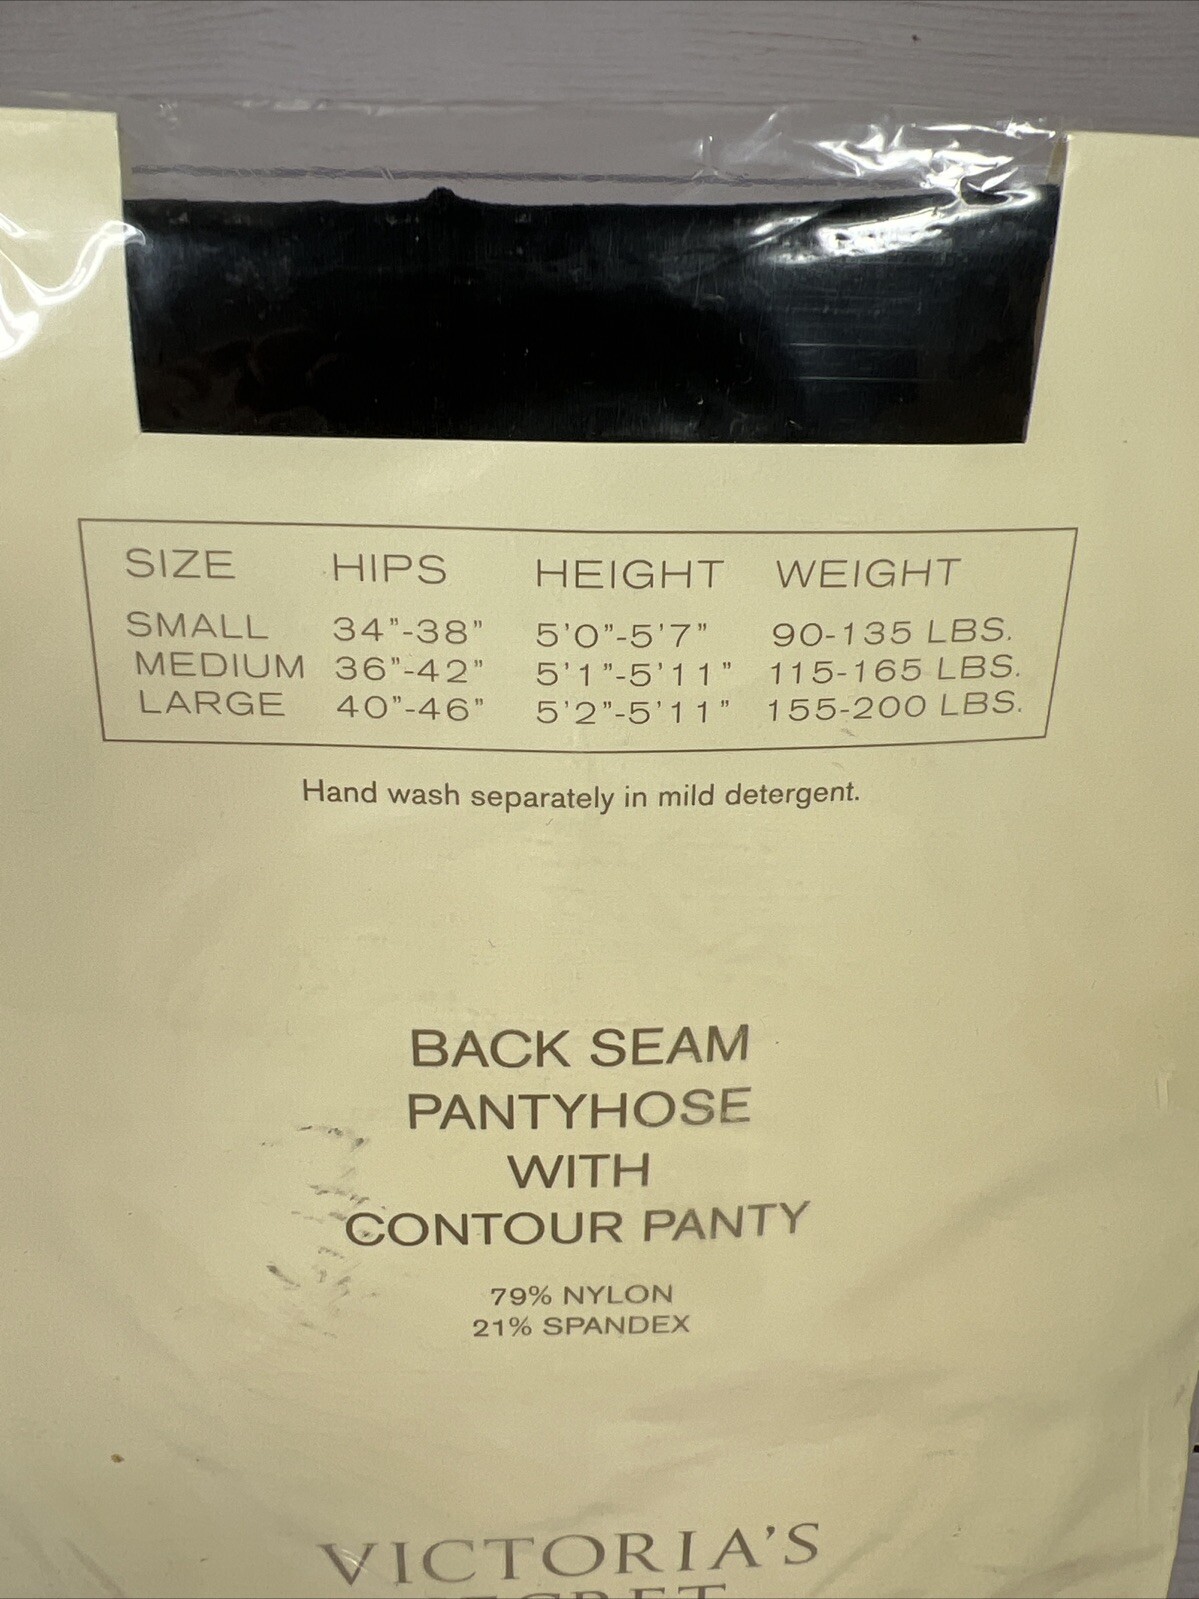 SIZE HIPS HEIGHT WEIGHT
SMALL 34"-38" 5'0"-5'7" 90-135 LBS.
MEDIUM 36"-42" 5'1"-5'11" 115-165 LBS.
LARGE 40"-46" 5'2"-5'11" 155-200 LBS.
Hand wash separately in mild detergent.
BACK SEAM
PANTYHOSE
WITH
CONTOUR PANTY
79% NYLON
21% SPANDEX
VICTORIA'S